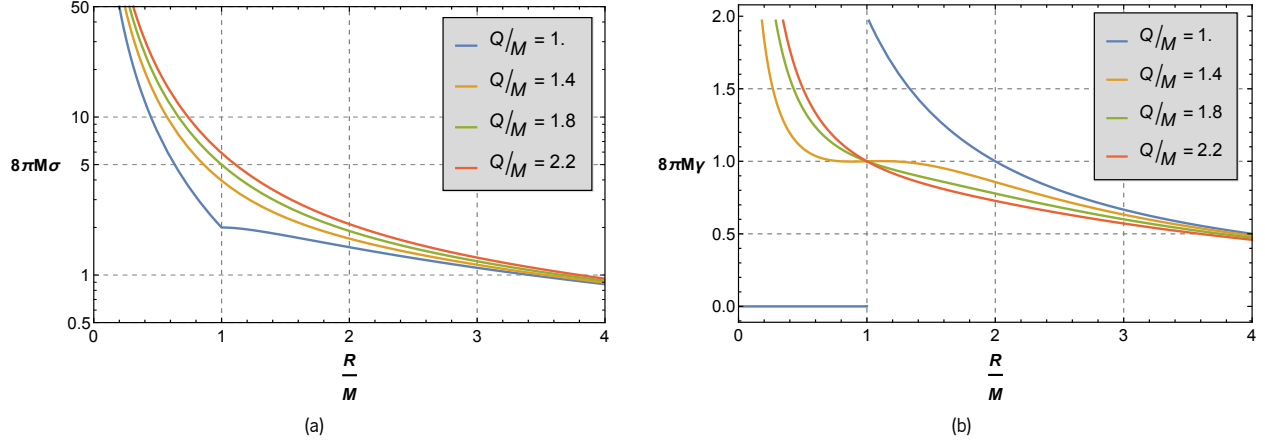 50
10
5
1
0.5
8πMσ
0 1 2 3 4
R
M
Q/M = 1.
Q/M = 1.4
Q/M = 1.8
Q/M = 2.2
(a)
2.0
1.5
1.0
0.5
0.0
8πMγ
0 1 2 3 4
R
M
Q/M = 1.
Q/M = 1.4
Q/M = 1.8
Q/M = 2.2
(b)